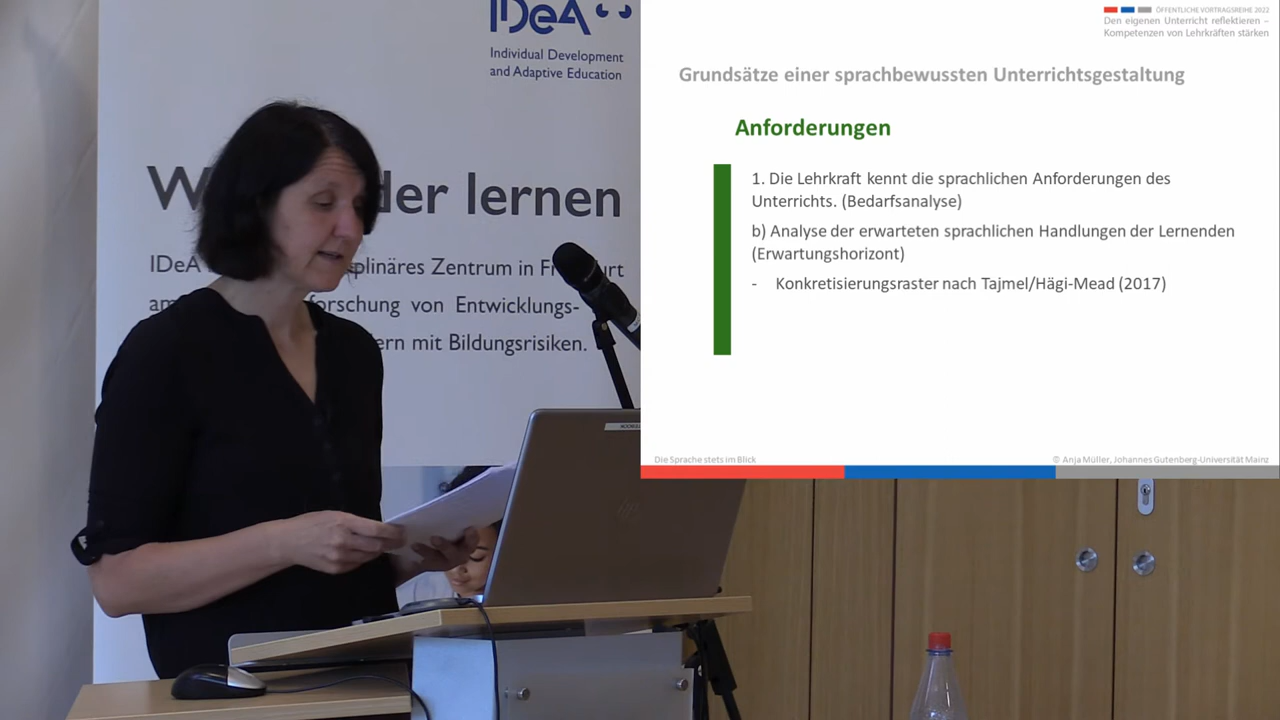 IDeA
Individual Development
and Adaptive Education
der lernen
IDeA plinäres Zentrum in
orschung von Entwicklungs-
ern mit Bildungsrisiken.
ÖFFENTLICHE VORTRAGSREIHE 2022
Den eigenen Unterricht reflektieren –
Kompetenzen von Lehrkräften stärken
Grundsätze einer sprachbewussten Unterrichtsgestaltung
Anforderungen
1. Die Lehrkraft kennt die sprachlichen Anforderungen des
Unterrichts. (Bedarfsanalyse)
b) Analyse der erwarteten sprachlichen Handlungen der Lernenden
(Erwartungshorizont)
- Konkretisierungsraster nach Tajmel/Hägi-Mead (2017)
Die Sprache stets im Blick
© Anja Müller, Johannes Gutenberg-Universität Mainz
hp